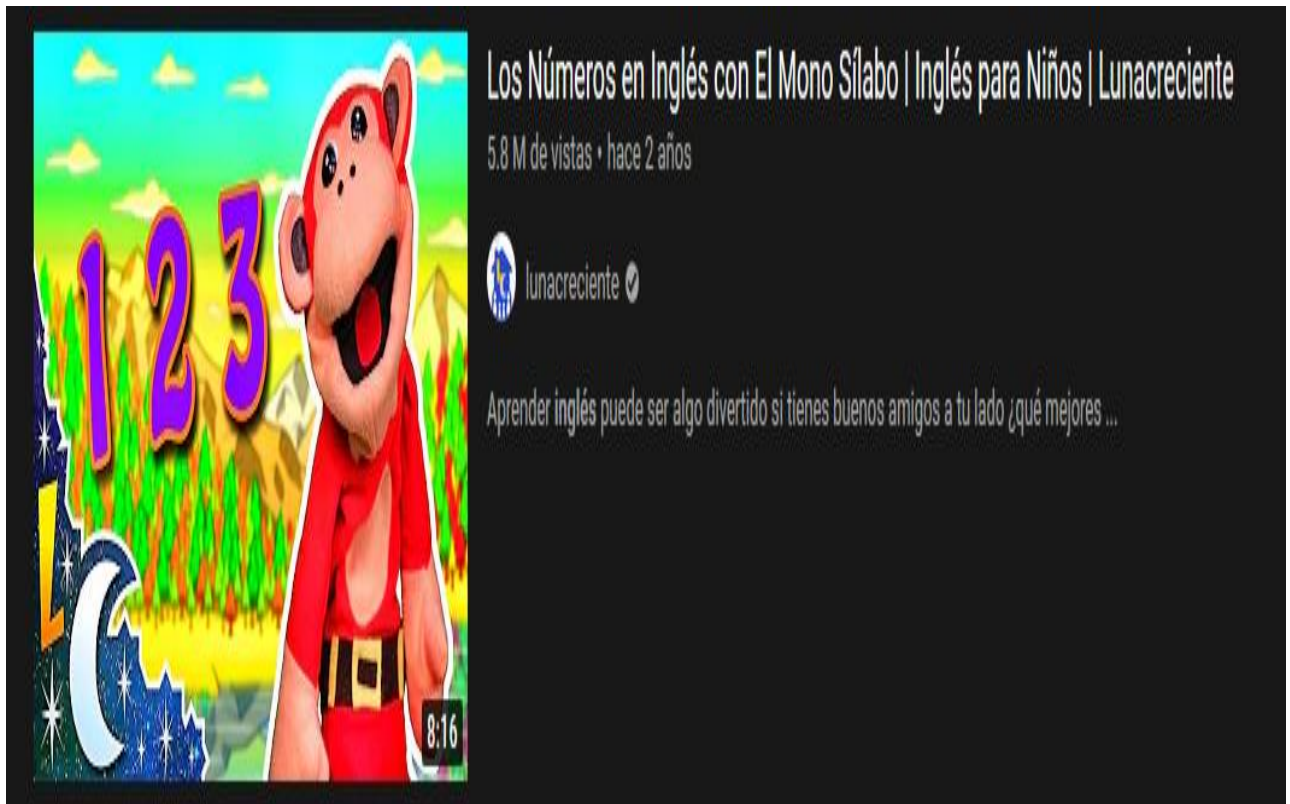 Los Números en Inglés con El Mono Sílabo | Inglés para Niños | Lunacreciente
5.8 M de vistas • hace 2 años
lunacreciente
Aprender inglés puede ser algo divertido si tienes buenos amigos a tu lado ¿qué mejores ...
1 2 3
L
8:16